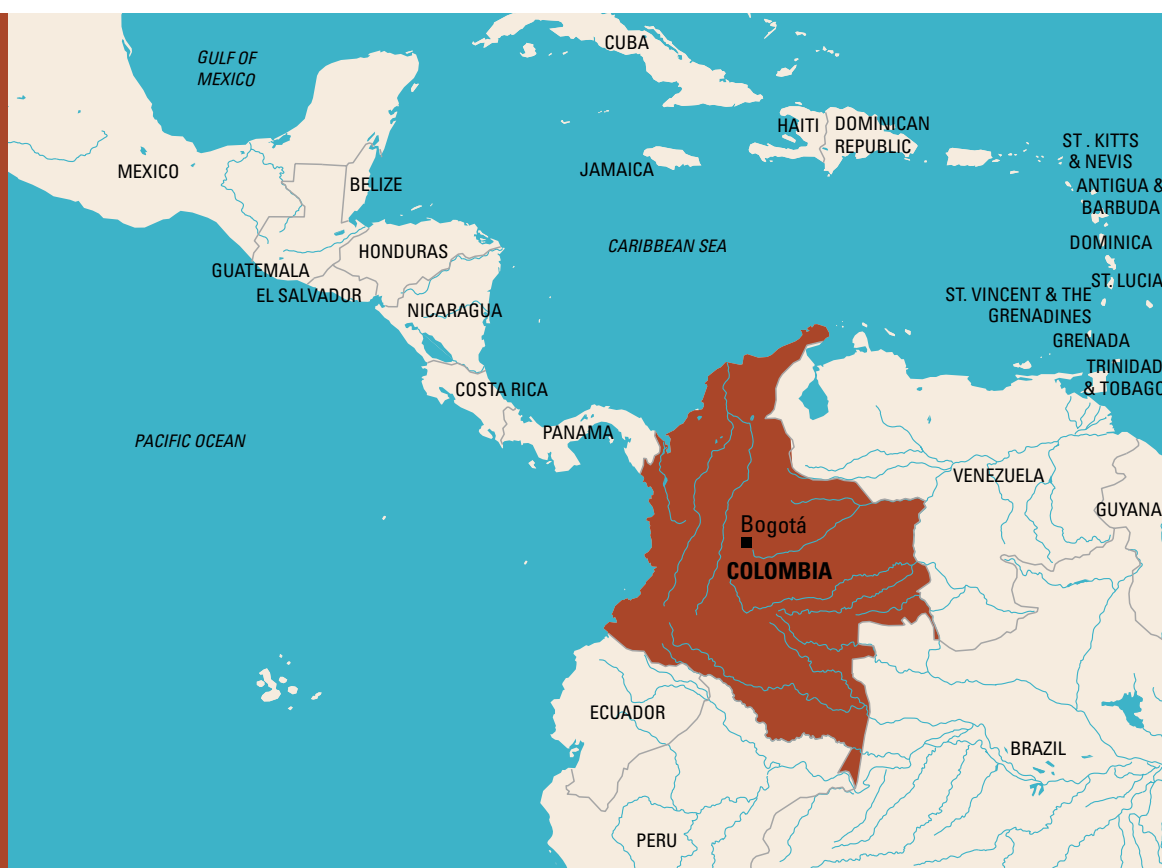 GULF OF
MEXICO
CUBA
HAITI
DOMINICAN
REPUBLIC
JAMAICA
ST . KITTS
& NEVIS
ANTIGUA &
BARBUDA
MEXICO
BELIZE
DOMINICA
CARIBBEAN SEA
HONDURAS
GUATEMALA
EL SALVADOR
ST. LUCIA
ST. VINCENT & THE
GRENADINES
NICARAGUA
GRENADA
TRINIDAD
& TOBAGO
COSTA RICA
PANAMA
PACIFIC OCEAN
VENEZUELA
GUYANA
Bogotá
COLOMBIA
ECUADOR
BRAZIL
PERU